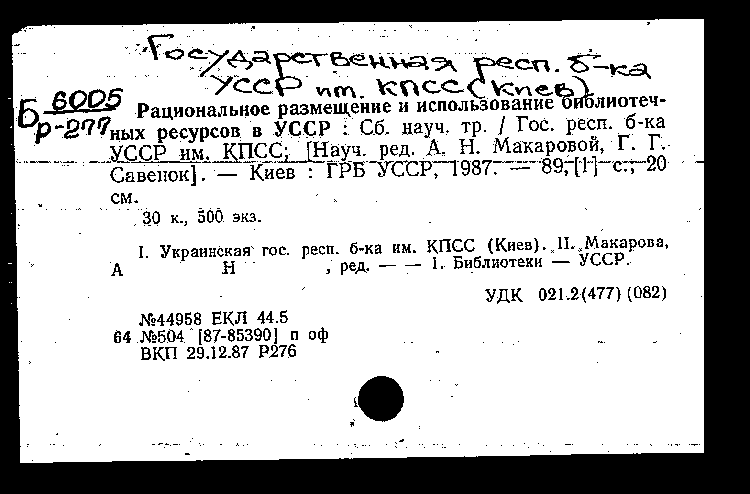 Государственная респ. б-ка
УССР им. КПСС (Киев)
Б 6005
р-277
Рациональное размещение и использование библиотеч-
ных ресурсов в УССР : Сб. науч. тр. / Гос. респ. б-ка
УССР им. КПСС; [Науч. ред. А. Н. Макаровой, Г. Г.
Савенок]. — Киев : ГРБ УССР, 1987. — 89,[1] с.; 20
см.
30 к., 500 экз.
I. Украинская гос. респ. б-ка им. КПСС (Киев). II. Макарова,
А Н , ред. — — 1. Библиотеки — УССР.
УДК 021.2(477) (082)
№44958 ЕКЛ 44.5
64 №504 [87-85390] п оф
ВКП 29.12.87 Р276